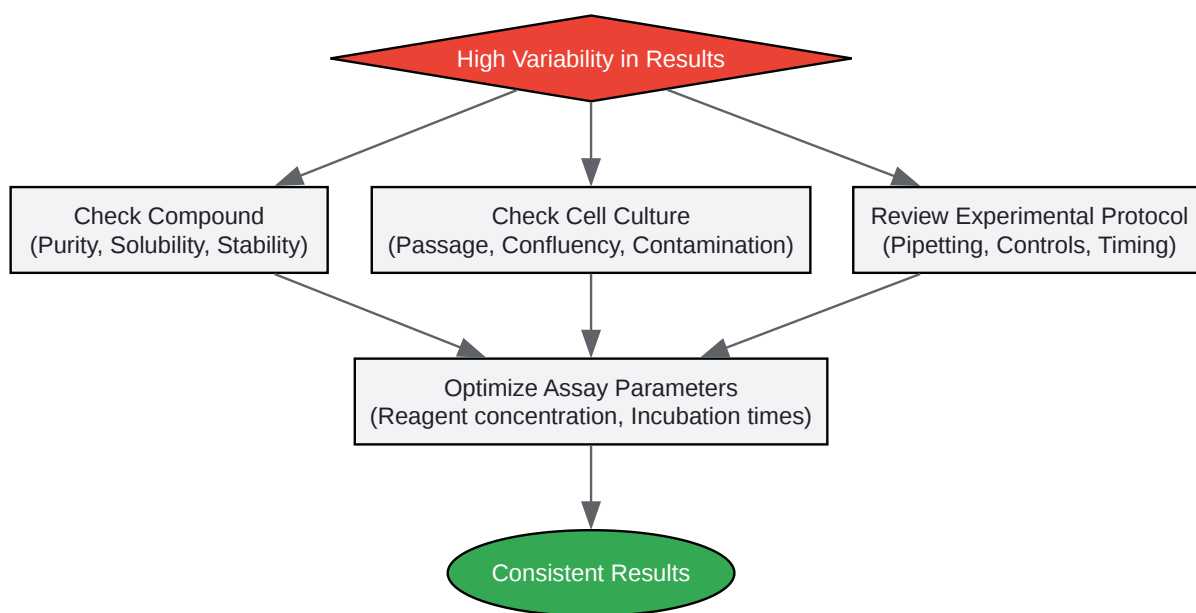 High Variability in Results
Check Compound
(Purity, Solubility, Stability)
Check Cell Culture
(Passage, Confluency, Contamination)
Review Experimental Protocol
(Pipetting, Controls, Timing)
Optimize Assay Parameters
(Reagent concentration, Incubation times)
Consistent Results